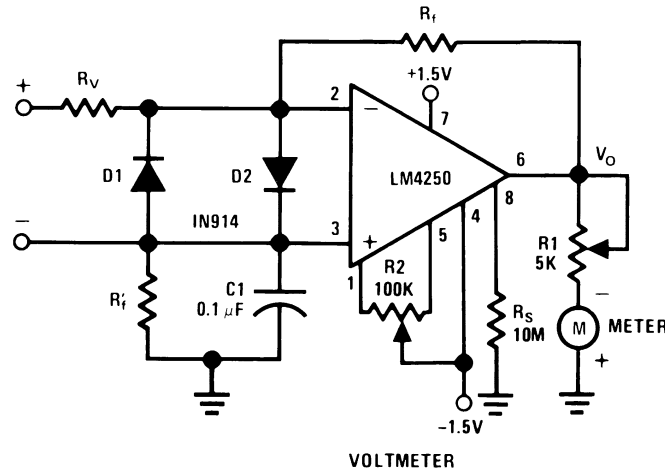 Rf
+1.5V
+
RV
2
−
7
D1
D2
LM4250
6
VO
8
IN914
4
−
3
+
5
R1
5K
1
R2
100K
−
R'f
C1
0.1 μF
RS
10M
M
METER
+
−1.5V
VOLTMETER